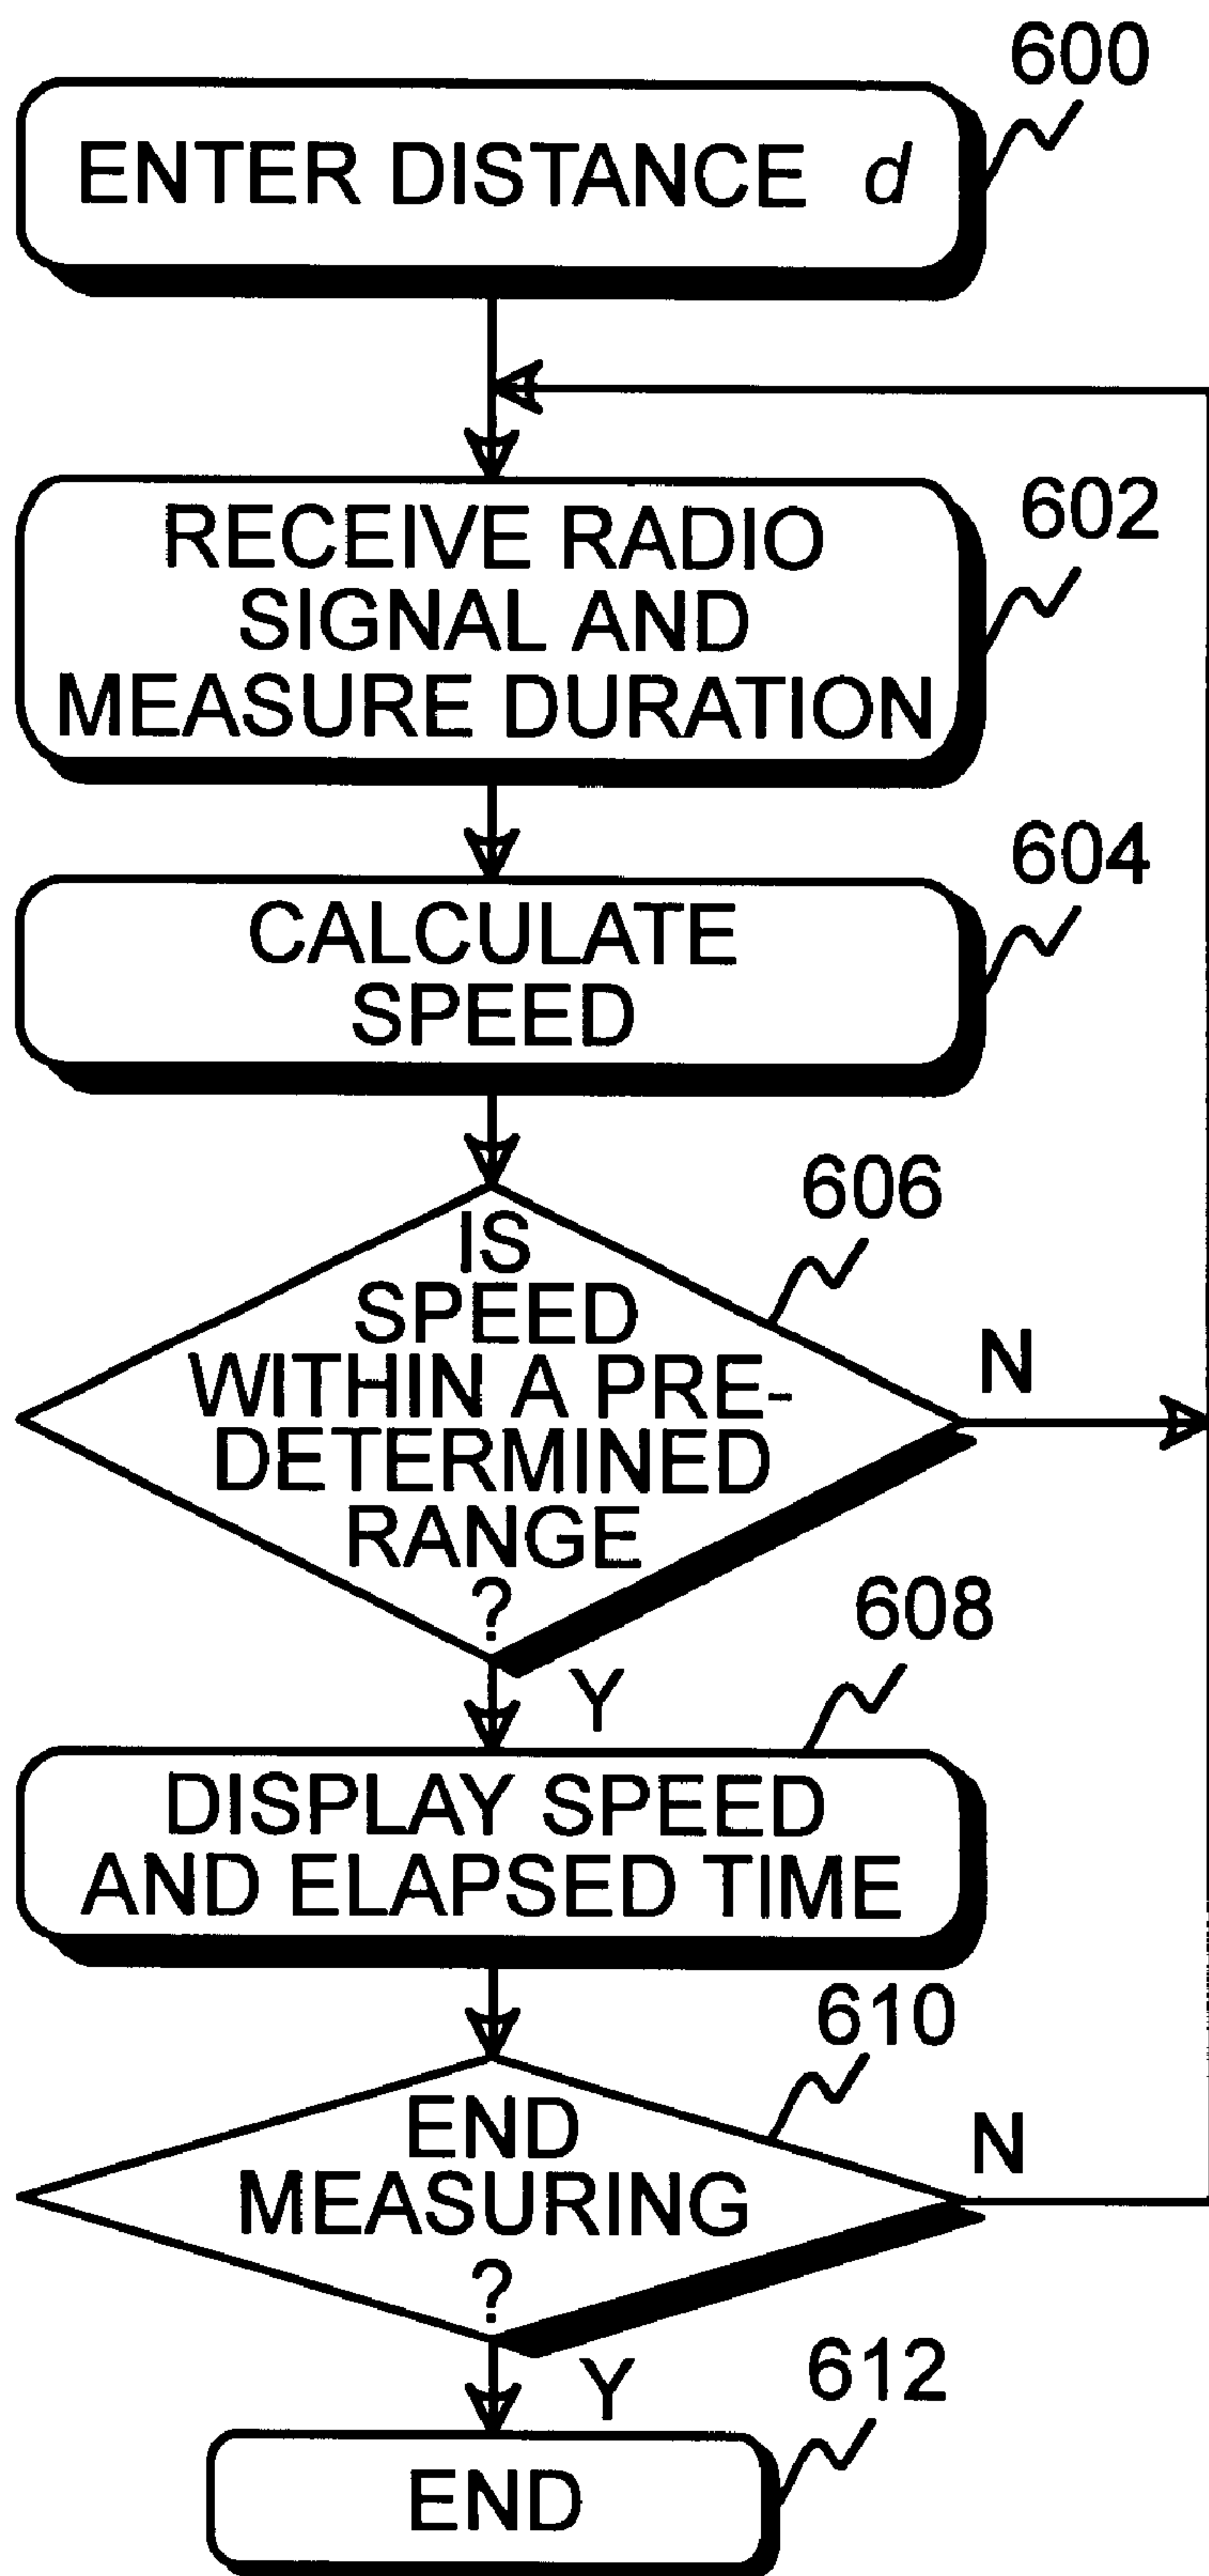 600
ENTER DISTANCE d
602
RECEIVE RADIO
SIGNAL AND
MEASURE DURATION
604
CALCULATE
SPEED
606
IS
SPEED
WITHIN A PRE-
DETERMINED
RANGE
?
N
Y
608
DISPLAY SPEED
AND ELAPSED TIME
610
END
MEASURING
?
N
Y
612
END